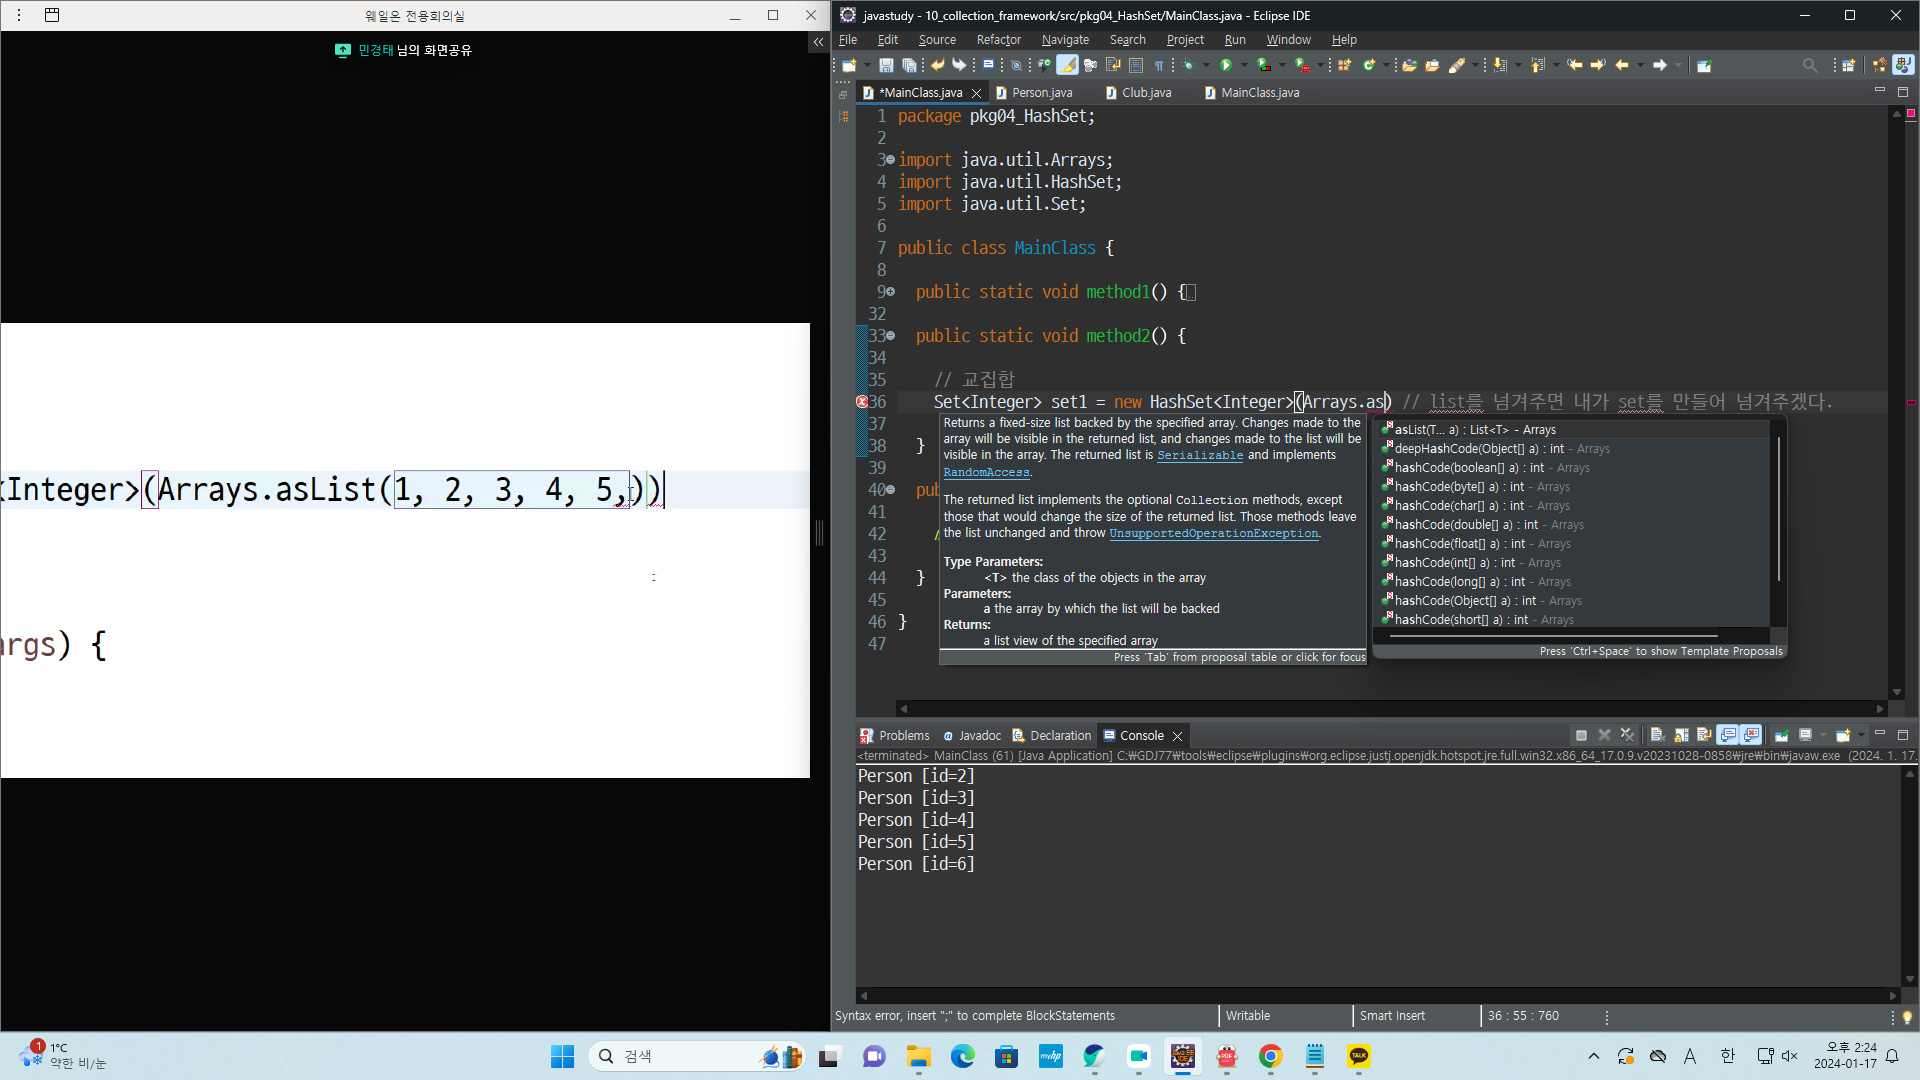 웨일온 전용회의실
민경태 님의 화면공유
<Integer>(Arrays.asList(1, 2, 3, 4, 5,))
args) {
javastudy - 10_collection_framework/src/pkg04_HashSet/MainClass.java - Eclipse IDE
File Edit Source Refactor Navigate Search Project Run Window Help
*MainClass.java Person.java Club.java MainClass.java
1 package pkg04_HashSet;
2
3 import java.util.Arrays;
4 import java.util.HashSet;
5 import java.util.Set;
6
7 public class MainClass {
8
9 public static void method1() {
32
33 public static void method2() {
34
35 // 교집합
36 Set<Integer> set1 = new HashSet<Integer>(Arrays.as) // list를 넘겨주면 내가 set를 만들어 넘겨주겠다.
37
38 }
39
40 pub
41
42 /
43
44 }
45
46 }
47
Returns a fixed-size list backed by the specified array. Changes made to the
array will be visible in the returned list, and changes made to the list will be
visible in the array. The returned list is Serializable and implements
RandomAccess.
The returned list implements the optional Collection methods, except
those that would change the size of the returned list. Those methods leave
the list unchanged and throw UnsupportedOperationException.
Type Parameters:
<T> the class of the objects in the array
Parameters:
a the array by which the list will be backed
Returns:
a list view of the specified array
Press 'Tab' from proposal table or click for focus
asList(T... a) : List<T> - Arrays
deepHashCode(Object[] a) : int - Arrays
hashCode(boolean[] a) : int - Arrays
hashCode(byte[] a) : int - Arrays
hashCode(char[] a) : int - Arrays
hashCode(double[] a) : int - Arrays
hashCode(float[] a) : int - Arrays
hashCode(int[] a) : int - Arrays
hashCode(long[] a) : int - Arrays
hashCode(Object[] a) : int - Arrays
hashCode(short[] a) : int - Arrays
Press 'Ctrl+Space' to show Template Proposals
Problems Javadoc Declaration Console
<terminated> MainClass (61) [Java Application] C:₩GDJ77₩tools₩eclipse₩plugins₩org.eclipse.justj.openjdk.hotspot.jre.full.win32.x86_64_17.0.9.v20231028-0858₩jre₩bin₩javaw.exe (2024. 1. 17.
Person [id=2]
Person [id=3]
Person [id=4]
Person [id=5]
Person [id=6]
Syntax error, insert ";" to complete BlockStatements
Writable
Smart Insert
36 : 55 : 760
1
1°C
약한 비/눈
검색
myhp
PDF
TALK
A
한
오후 2:24
2024-01-17